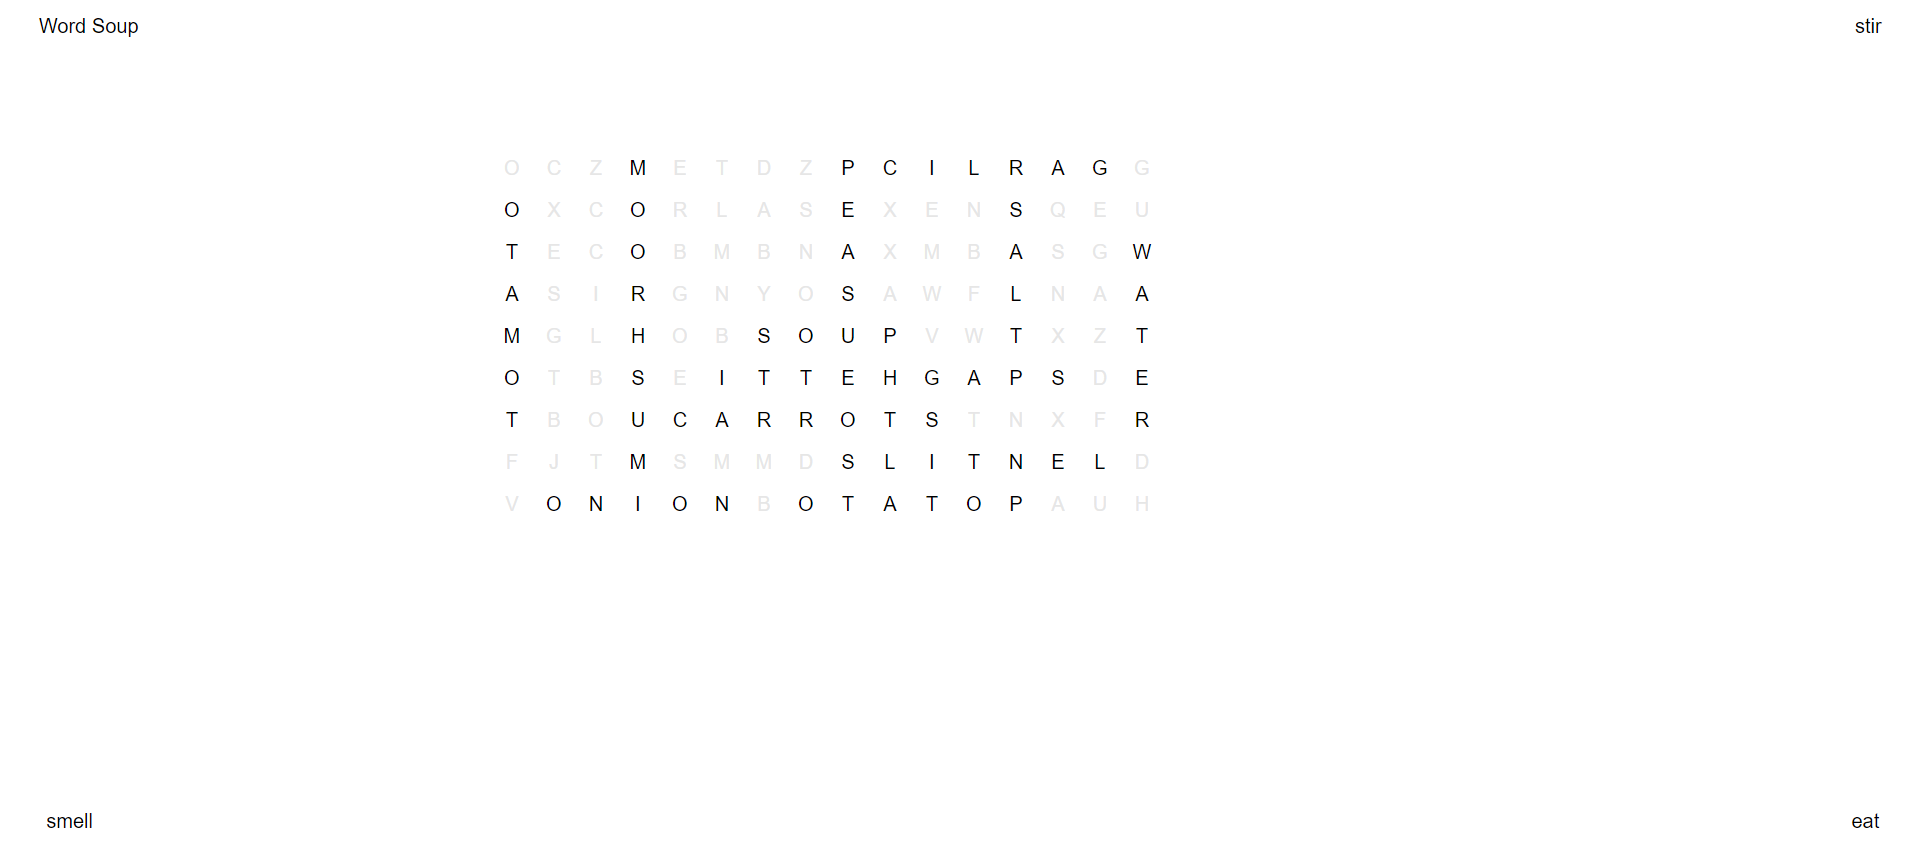 Word Soup stir
O C Z M E T D Z P C I L R A G G
O X C O R L A S E X E N S Q E U
T E C O B M B N A X M B A S G W
A S I R G N Y O S A W F L N A A
M G L H O B S O U P V W T X Z T
O T B S E I T T E H G A P S D E
T B O U C A R R O T S T N X F R
F J T M S M M D S L I T N E L D
V O N I O N B O T A T O P A U H
smell eat